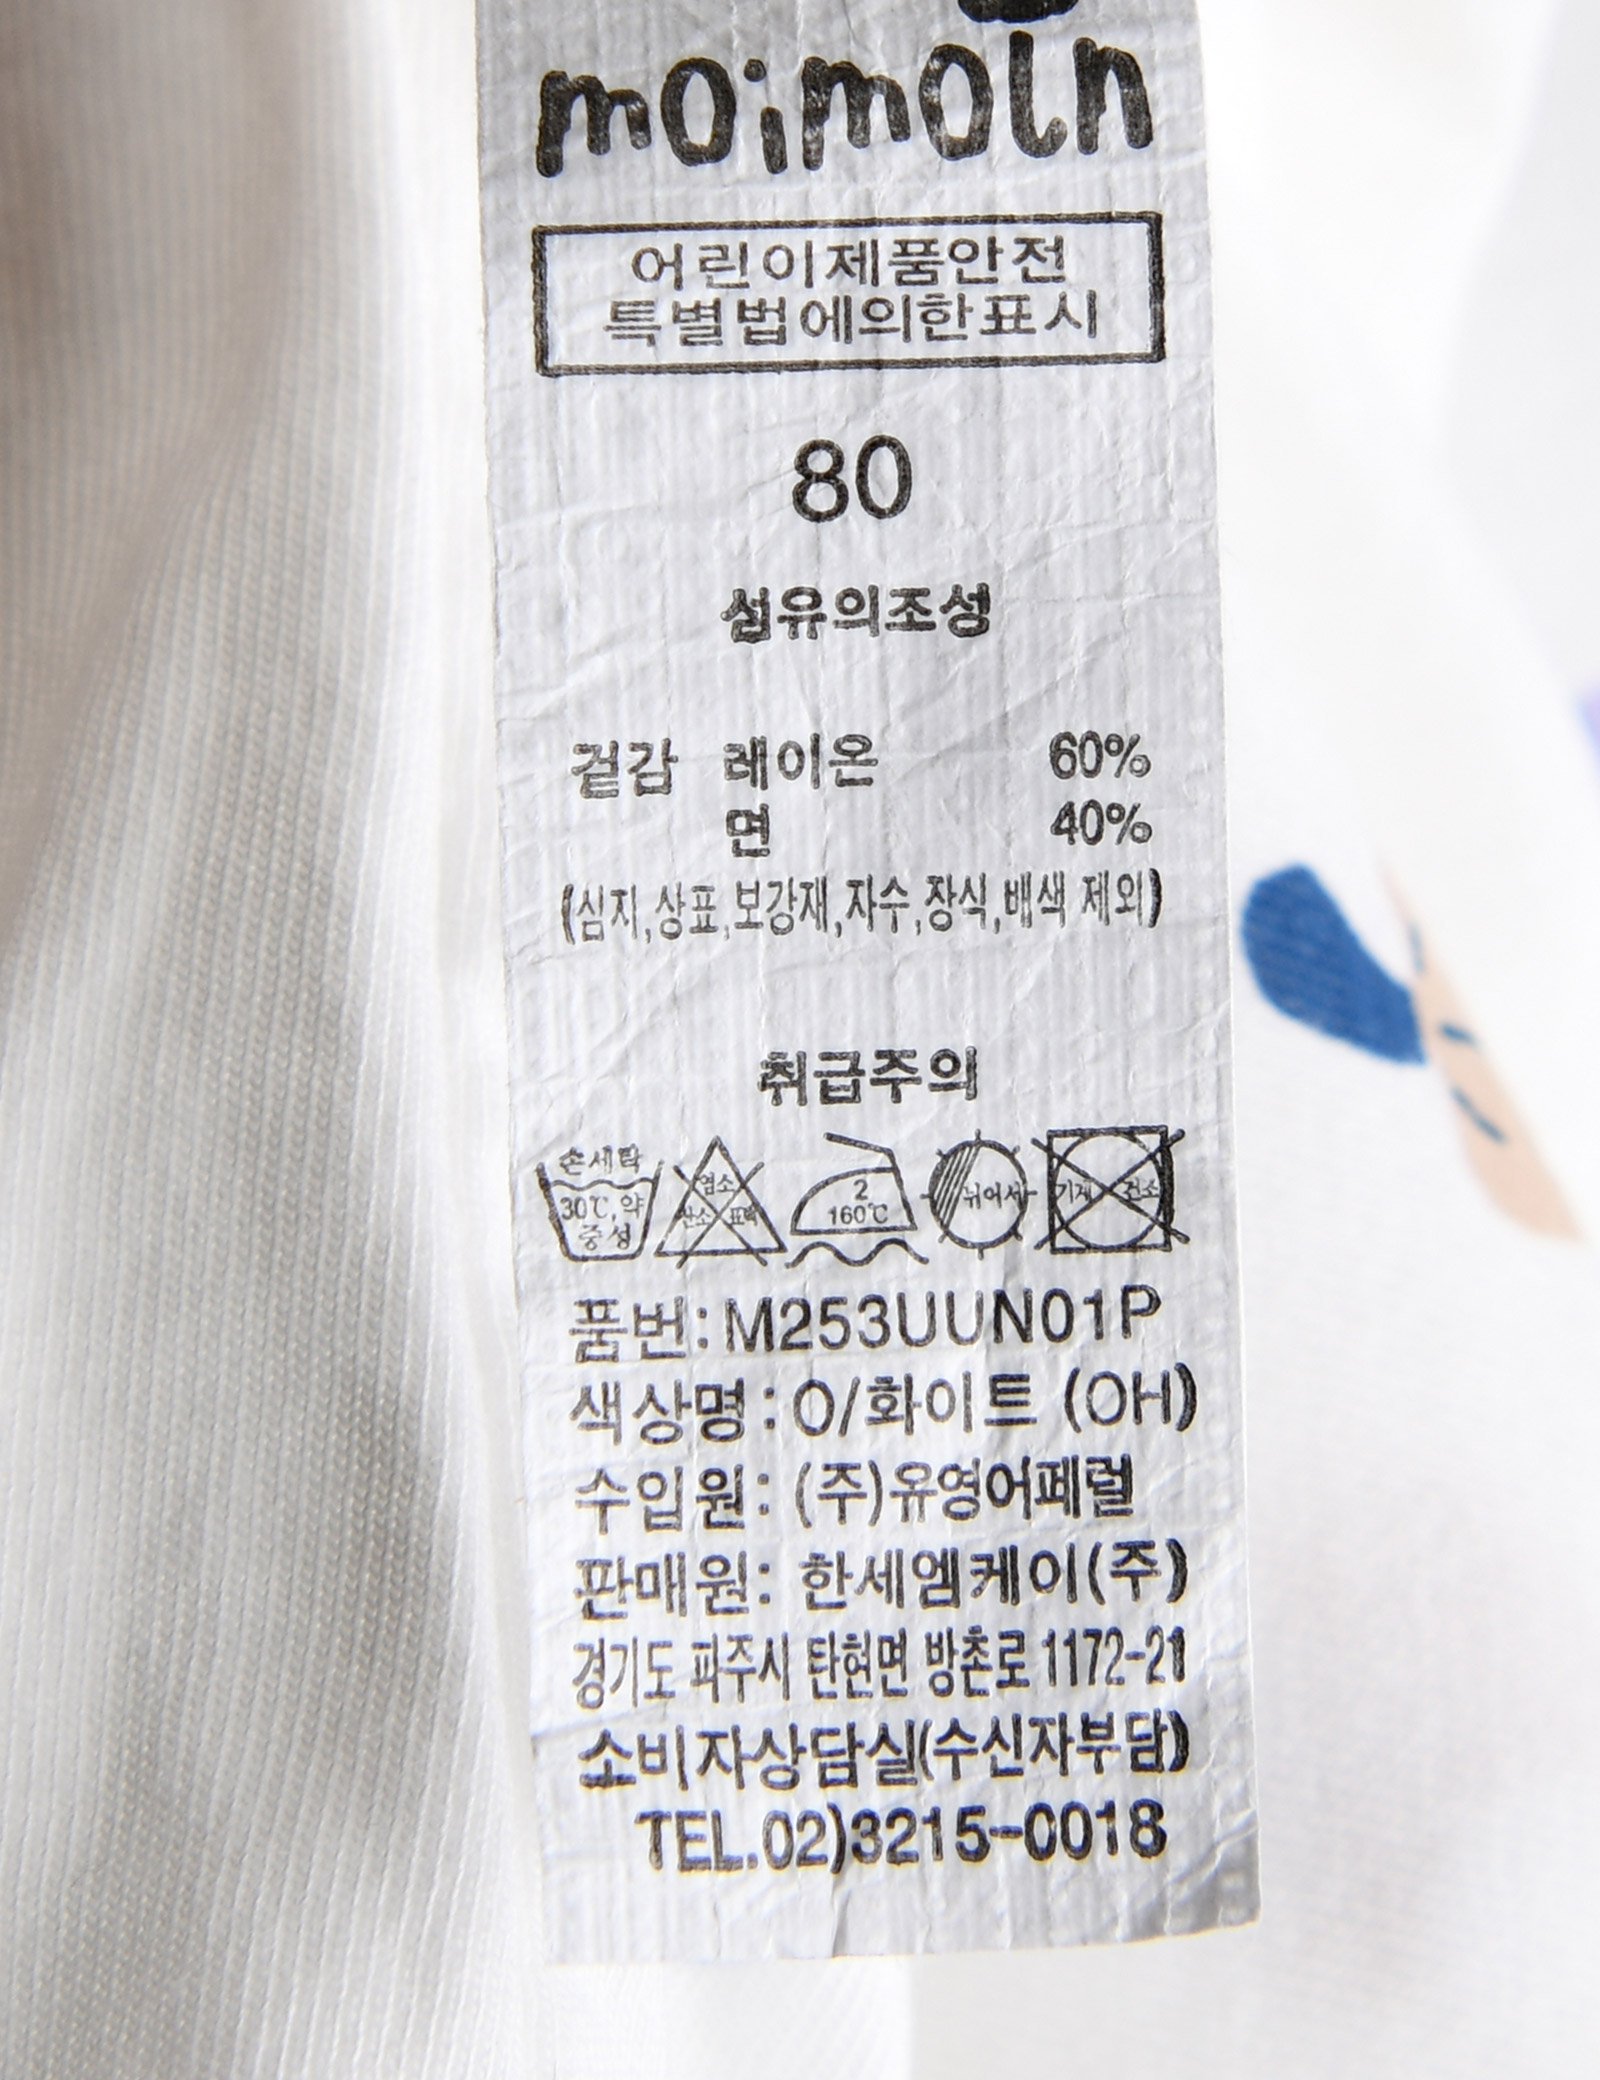 moimoln
어린이제품안전
특별법에의한표시
80
섬유의조성
겉감 레이온 60%
면 40%
(심지,상표,보강재,자수,장식,배색 제외)
취급주의
손세탁
30℃,약
중성
염소
산소 표백
2
160℃
뉘어서
기계 건조
품번: M253UUN01P
색상명: O/화이트 (OH)
수입원: (주)유영어페럴
판매원: 한세엠케이(주)
경기도 파주시 탄현면 방촌로 1172-21
소비자상담실(수신자부담)
TEL.02)3215-0018